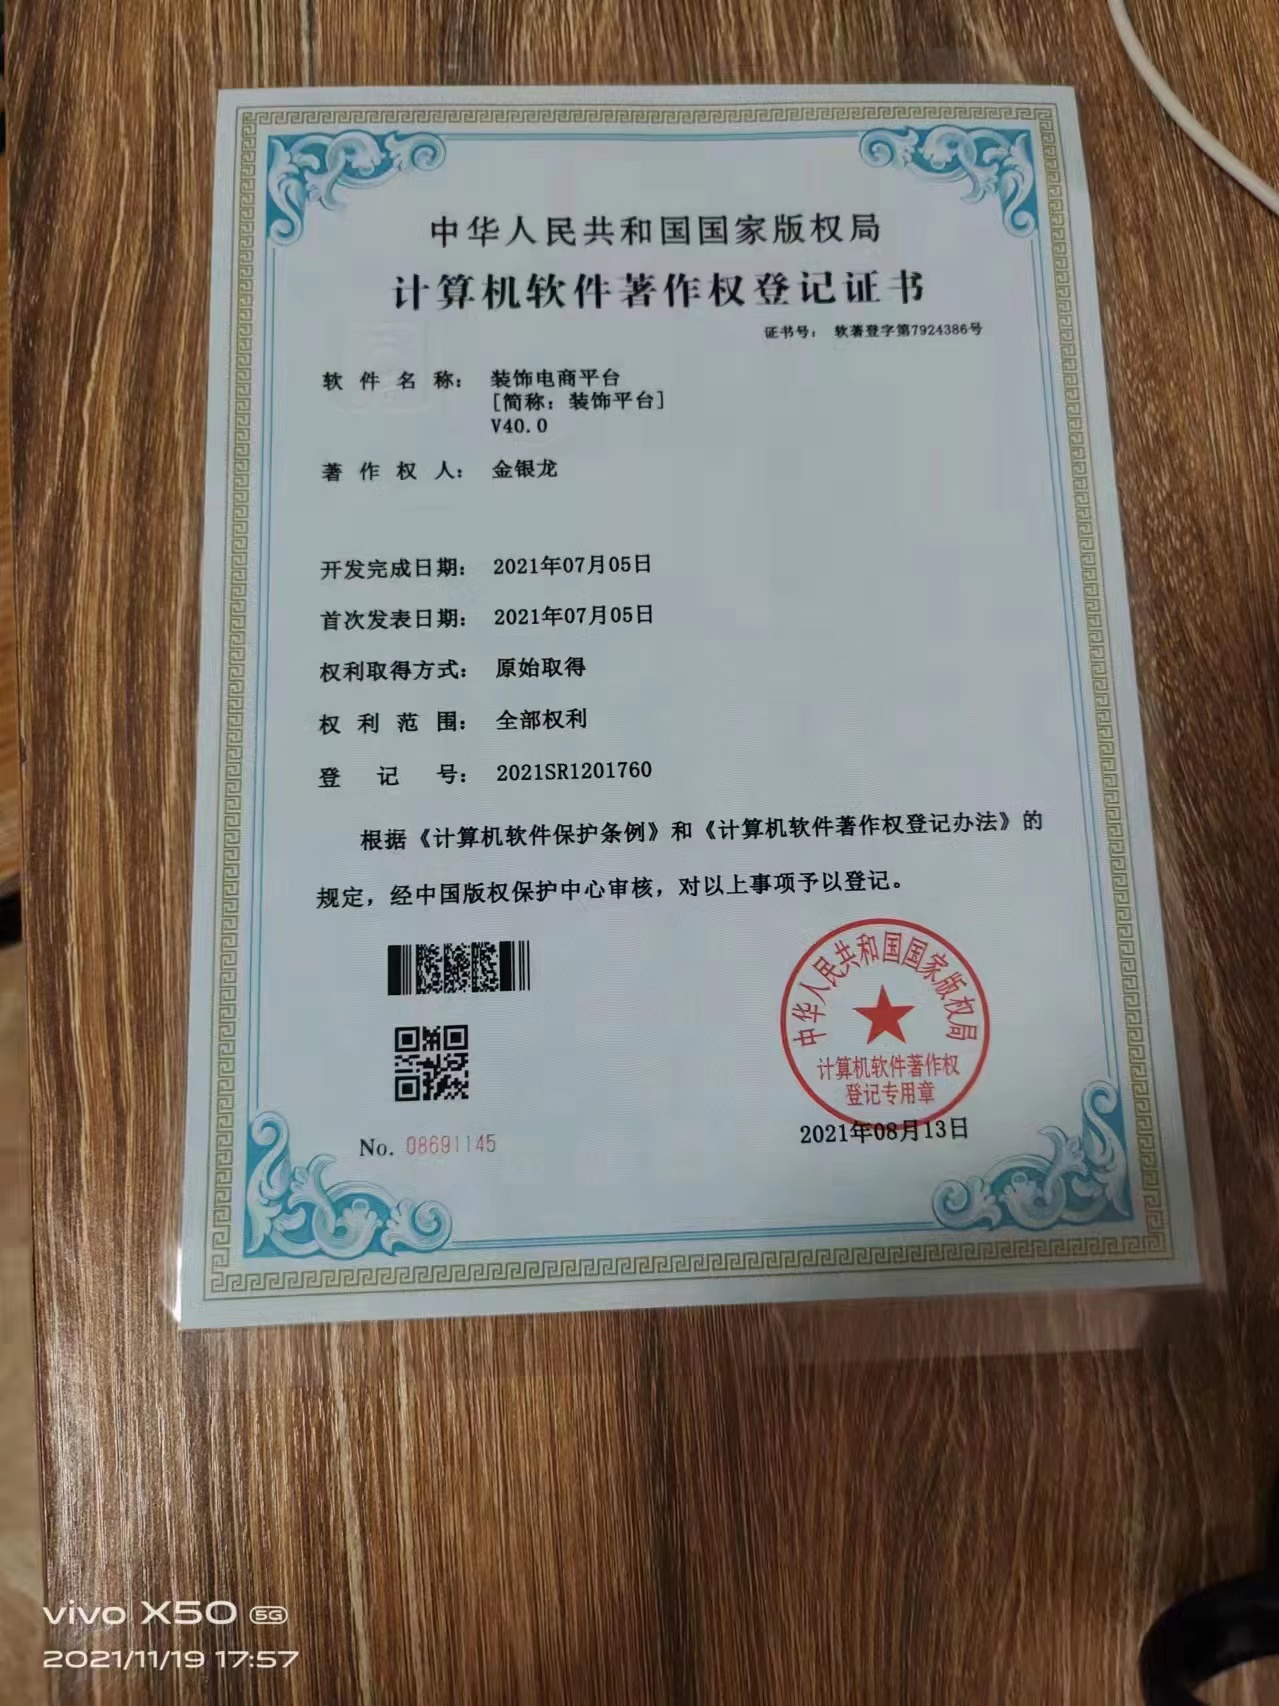 中华人民共和国国家版权局
计算机软件著作权登记证书
证书号： 软著登字第7924386号
软件名称： 装饰电商平台
[简称：装饰平台]
V40.0
著作权人： 金银龙
开发完成日期： 2021年07月05日
首次发表日期： 2021年07月05日
权利取得方式： 原始取得
权利范围： 全部权利
登记号： 2021SR1201760
根据《计算机软件保护条例》和《计算机软件著作权登记办法》的
规定，经中国版权保护中心审核，对以上事项予以登记。
中华人民共和国国家版权局
计算机软件著作权
登记专用章
No. 08691145
2021年08月13日
vivo X50 5G
2021/11/19 17:57